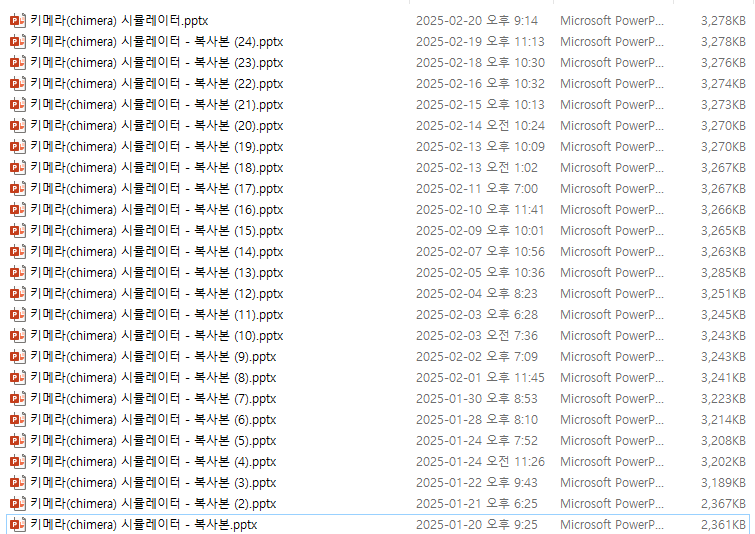 키메라(chimera) 시뮬레이터.pptx 2025-02-20 오후 9:14 Microsoft PowerP... 3,278KB
키메라(chimera) 시뮬레이터 - 복사본 (24).pptx 2025-02-19 오후 11:13 Microsoft PowerP... 3,278KB
키메라(chimera) 시뮬레이터 - 복사본 (23).pptx 2025-02-18 오후 10:30 Microsoft PowerP... 3,276KB
키메라(chimera) 시뮬레이터 - 복사본 (22).pptx 2025-02-16 오후 10:32 Microsoft PowerP... 3,274KB
키메라(chimera) 시뮬레이터 - 복사본 (21).pptx 2025-02-15 오후 10:13 Microsoft PowerP... 3,273KB
키메라(chimera) 시뮬레이터 - 복사본 (20).pptx 2025-02-14 오전 10:24 Microsoft PowerP... 3,270KB
키메라(chimera) 시뮬레이터 - 복사본 (19).pptx 2025-02-13 오후 10:09 Microsoft PowerP... 3,270KB
키메라(chimera) 시뮬레이터 - 복사본 (18).pptx 2025-02-13 오전 1:02 Microsoft PowerP... 3,267KB
키메라(chimera) 시뮬레이터 - 복사본 (17).pptx 2025-02-11 오후 7:00 Microsoft PowerP... 3,267KB
키메라(chimera) 시뮬레이터 - 복사본 (16).pptx 2025-02-10 오후 11:41 Microsoft PowerP... 3,266KB
키메라(chimera) 시뮬레이터 - 복사본 (15).pptx 2025-02-09 오후 10:01 Microsoft PowerP... 3,265KB
키메라(chimera) 시뮬레이터 - 복사본 (14).pptx 2025-02-07 오후 10:56 Microsoft PowerP... 3,263KB
키메라(chimera) 시뮬레이터 - 복사본 (13).pptx 2025-02-05 오후 10:36 Microsoft PowerP... 3,285KB
키메라(chimera) 시뮬레이터 - 복사본 (12).pptx 2025-02-04 오후 8:23 Microsoft PowerP... 3,251KB
키메라(chimera) 시뮬레이터 - 복사본 (11).pptx 2025-02-03 오후 6:28 Microsoft PowerP... 3,245KB
키메라(chimera) 시뮬레이터 - 복사본 (10).pptx 2025-02-03 오전 7:36 Microsoft PowerP... 3,243KB
키메라(chimera) 시뮬레이터 - 복사본 (9).pptx 2025-02-02 오후 7:09 Microsoft PowerP... 3,243KB
키메라(chimera) 시뮬레이터 - 복사본 (8).pptx 2025-02-01 오후 11:45 Microsoft PowerP... 3,241KB
키메라(chimera) 시뮬레이터 - 복사본 (7).pptx 2025-01-30 오후 8:53 Microsoft PowerP... 3,223KB
키메라(chimera) 시뮬레이터 - 복사본 (6).pptx 2025-01-28 오후 8:10 Microsoft PowerP... 3,214KB
키메라(chimera) 시뮬레이터 - 복사본 (5).pptx 2025-01-24 오후 7:52 Microsoft PowerP... 3,208KB
키메라(chimera) 시뮬레이터 - 복사본 (4).pptx 2025-01-24 오전 11:26 Microsoft PowerP... 3,202KB
키메라(chimera) 시뮬레이터 - 복사본 (3).pptx 2025-01-22 오후 9:43 Microsoft PowerP... 3,189KB
키메라(chimera) 시뮬레이터 - 복사본 (2).pptx 2025-01-21 오후 6:25 Microsoft PowerP... 2,367KB
키메라(chimera) 시뮬레이터 - 복사본.pptx 2025-01-20 오후 9:25 Microsoft PowerP... 2,361KB